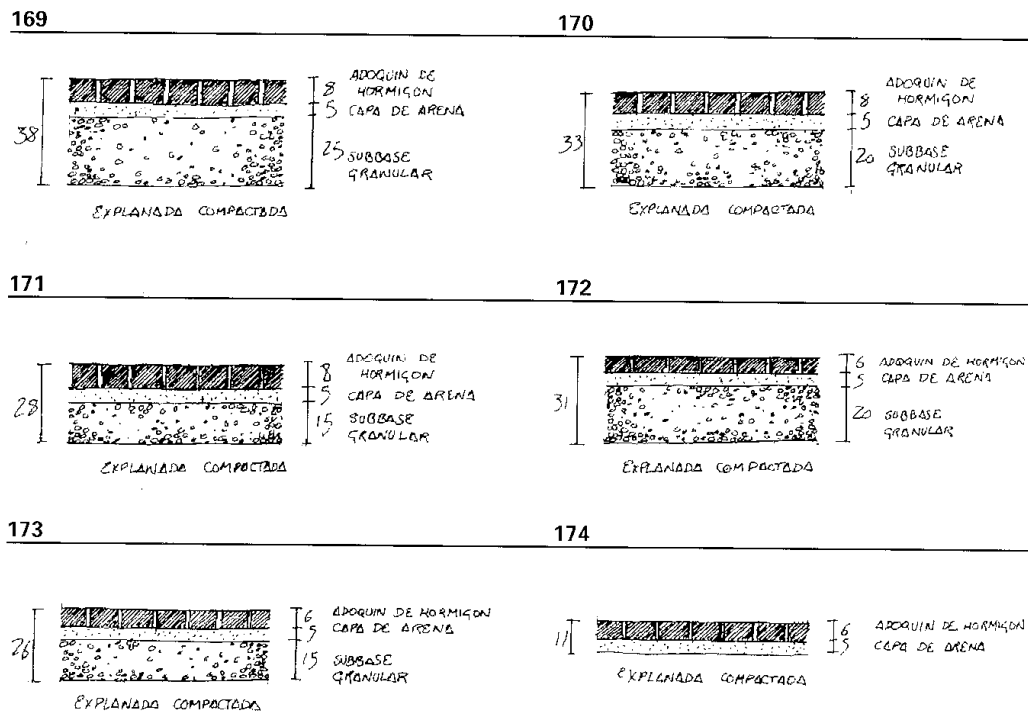 169
38
8 ADOQUIN DE
HORMIGON
5 CAPA DE ARENA
25 SUBBASE
GRANULAR
EXPLANADA COMPACTADA
170
33
8 ADOQUIN DE
HORMIGON
5 CAPA DE ARENA
20 SUBBASE
GRANULAR
EXPLANADA COMPACTADA
171
28
8 ADOQUIN DE
HORMIGON
5 CAPA DE ARENA
15 SUBBASE
GRANULAR
EXPLANADA COMPACTADA
172
31
6 ADOQUIN DE HORMIGON
5 CAPA DE ARENA
20 SUBBASE
GRANULAR
EXPLANADA COMPACTADA
173
26
6 ADOQUIN DE HORMIGON
5 CAPA DE ARENA
15 SUBBASE
GRANULAR
EXPLANADA COMPACTADA
174
11
6 ADOQUIN DE HORMIGON
5 CAPA DE ARENA
EXPLANADA COMPACTADA